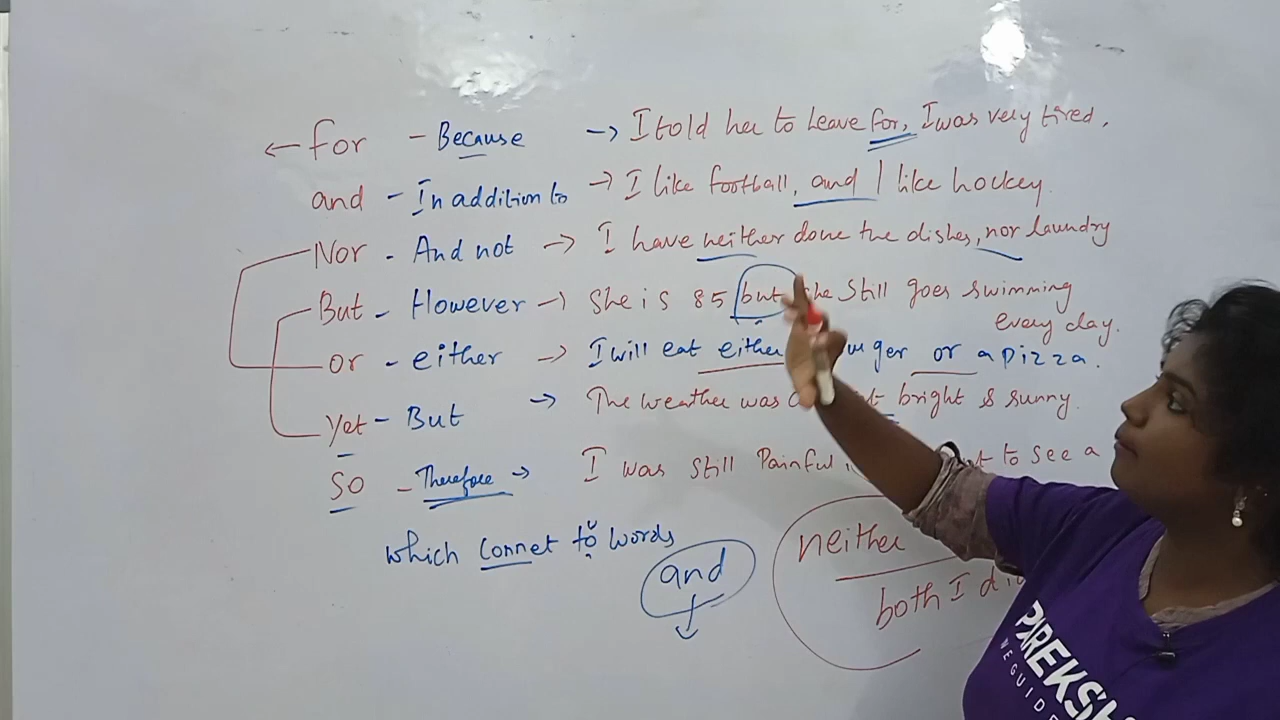 ← for - Because → I told her to leave for, I was very tired.
and - In addition to → I like football, and I like hockey.
Nor - And not → I have neither done the dishes, nor laundry
But - However → She is 85 but she still goes swimming
every day.
or - either → I will eat either or a pizza.
Yet - But → The weather was bright & sunny.
SO - Therefore → I was still Painful, to see a
which connet to words
and
neither
both I
PAREKSH
WE GUIDE